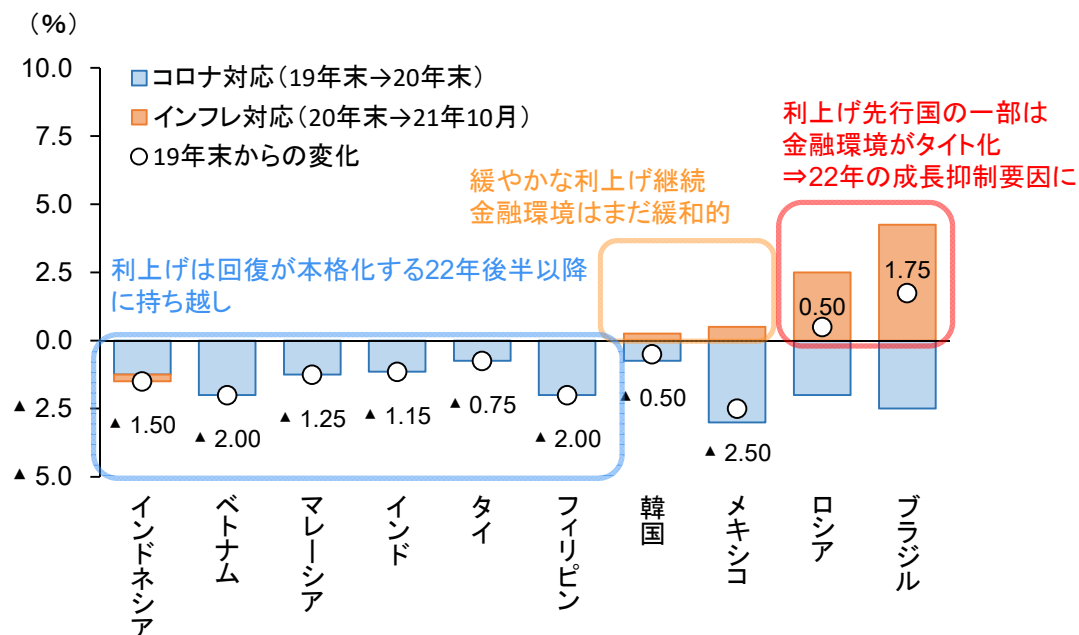 （%）
10.0
7.5
5.0
2.5
0.0
▲ 2.5
▲ 5.0
コロナ対応（19年末→20年末）
インフレ対応（20年末→21年10月）
19年末からの変化
利上げは回復が本格化する22年後半以降
に持ち越し
緩やかな利上げ継続
金融環境はまだ緩和的
利上げ先行国の一部は
金融環境がタイト化
⇒22年の成長抑制要因に
▲ 1.50
▲ 2.00
▲ 1.25
▲ 1.15
▲ 0.75
▲ 2.00
▲ 0.50
▲ 2.50
0.50
1.75
インドネシア
ベトナム
マレーシア
インド
タイ
フィリピン
韓国
メキシコ
ロシア
ブラジル